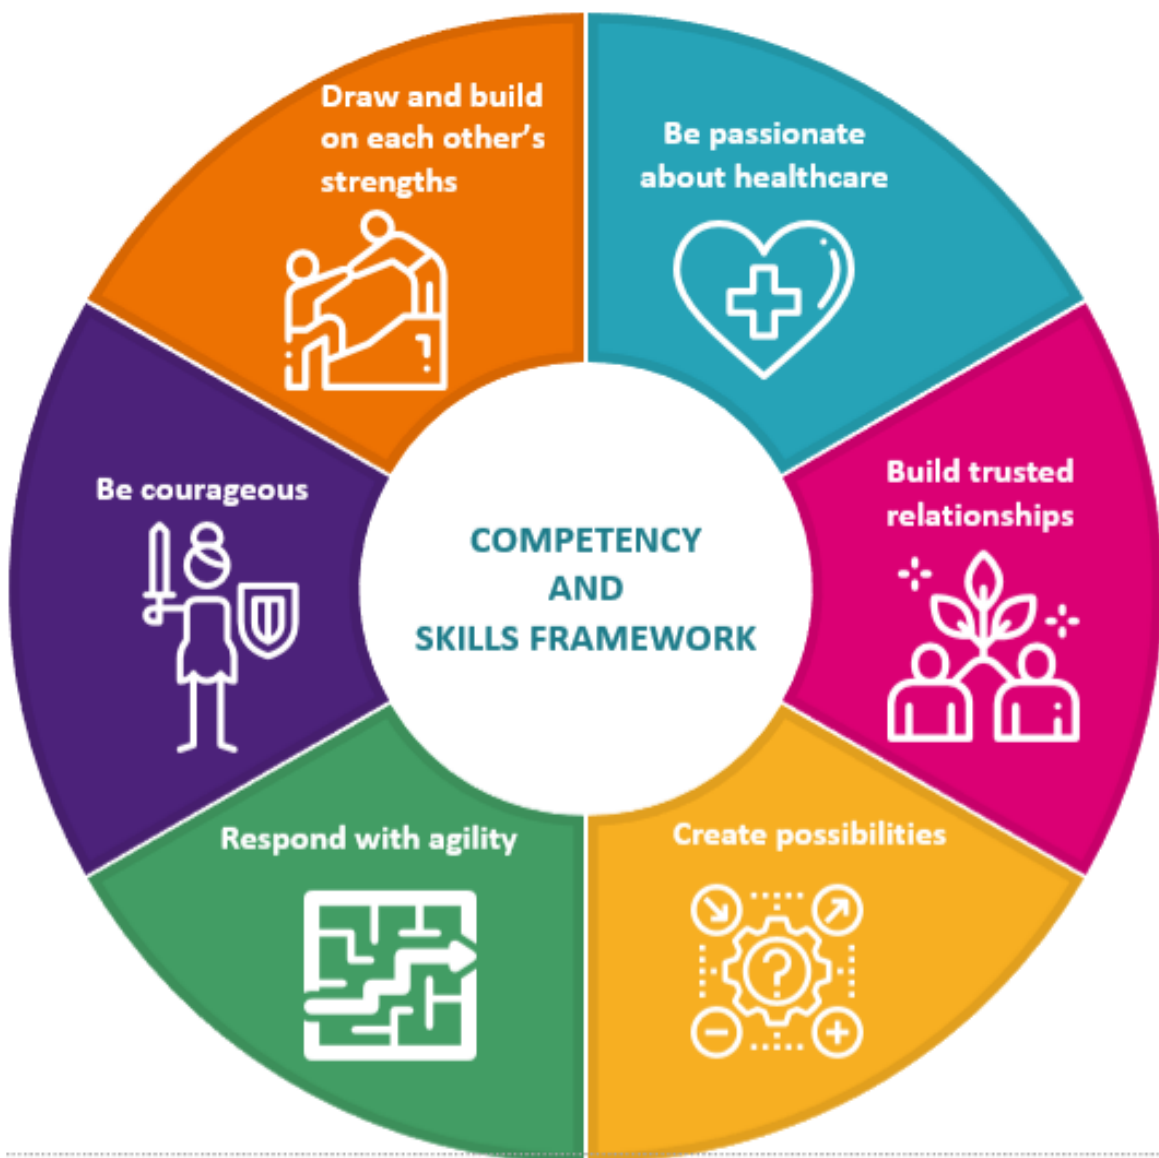 Draw and build
on each other’s
strengths
Be passionate
about healthcare
Build trusted
relationships
Create possibilities
Respond with agility
Be courageous
COMPETENCY
AND
SKILLS FRAMEWORK